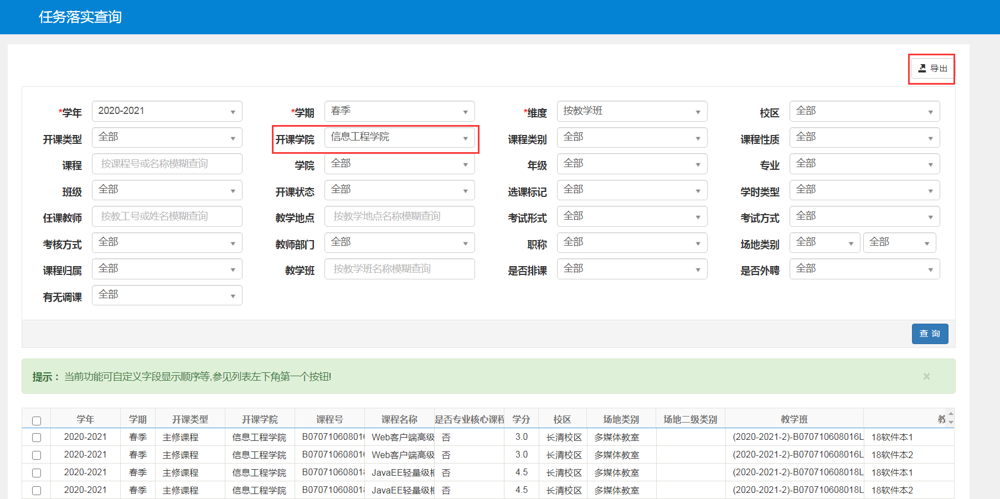 任务落实查询
导出
*学年 2020-2021 *学期 春季 *维度 按教学班 校区 全部
开课类型 全部 开课学院 信息工程学院 课程类别 全部 课程性质 全部
课程 按课程号或名称模糊查询 学院 全部 年级 全部 专业 全部
班级 全部 开课状态 全部 选课标记 全部 学时类型 全部
任课教师 按教工号或姓名模糊查询 教学地点 按教学地点名称模糊查询 考试形式 全部 考试方式 全部
考核方式 全部 教师部门 全部 职称 全部 场地类别 全部 全部
课程归属 全部 教学班 按教学班名称模糊查询 是否排课 全部 是否外聘 全部
有无调课 全部
查 询
提示： 当前功能可自定义字段显示顺序等,参见列表左下角第一个按钮! ×
学年 学期 开课类型 开课学院 课程号 课程名称 是否专业核心课程 学分 校区 场地类别 场地二级类别 教学班 教
2020-2021 春季 主修课程 信息工程学院 B07071060801 Web客户端高级 否 3.0 长清校区 多媒体教室 (2020-2021-2)-B070710608016L 18软件本1
2020-2021 春季 主修课程 信息工程学院 B07071060801 Web客户端高级 否 3.0 长清校区 多媒体教室 (2020-2021-2)-B070710608016L 18软件本2
2020-2021 春季 主修课程 信息工程学院 B07071060801 JavaEE轻量级 否 4.5 长清校区 多媒体教室 (2020-2021-2)-B070710608018L 18软件本1
2020-2021 春季 主修课程 信息工程学院 B07071060801 JavaEE轻量级 否 4.5 长清校区 多媒体教室 (2020-2021-2)-B070710608018L 18软件本2